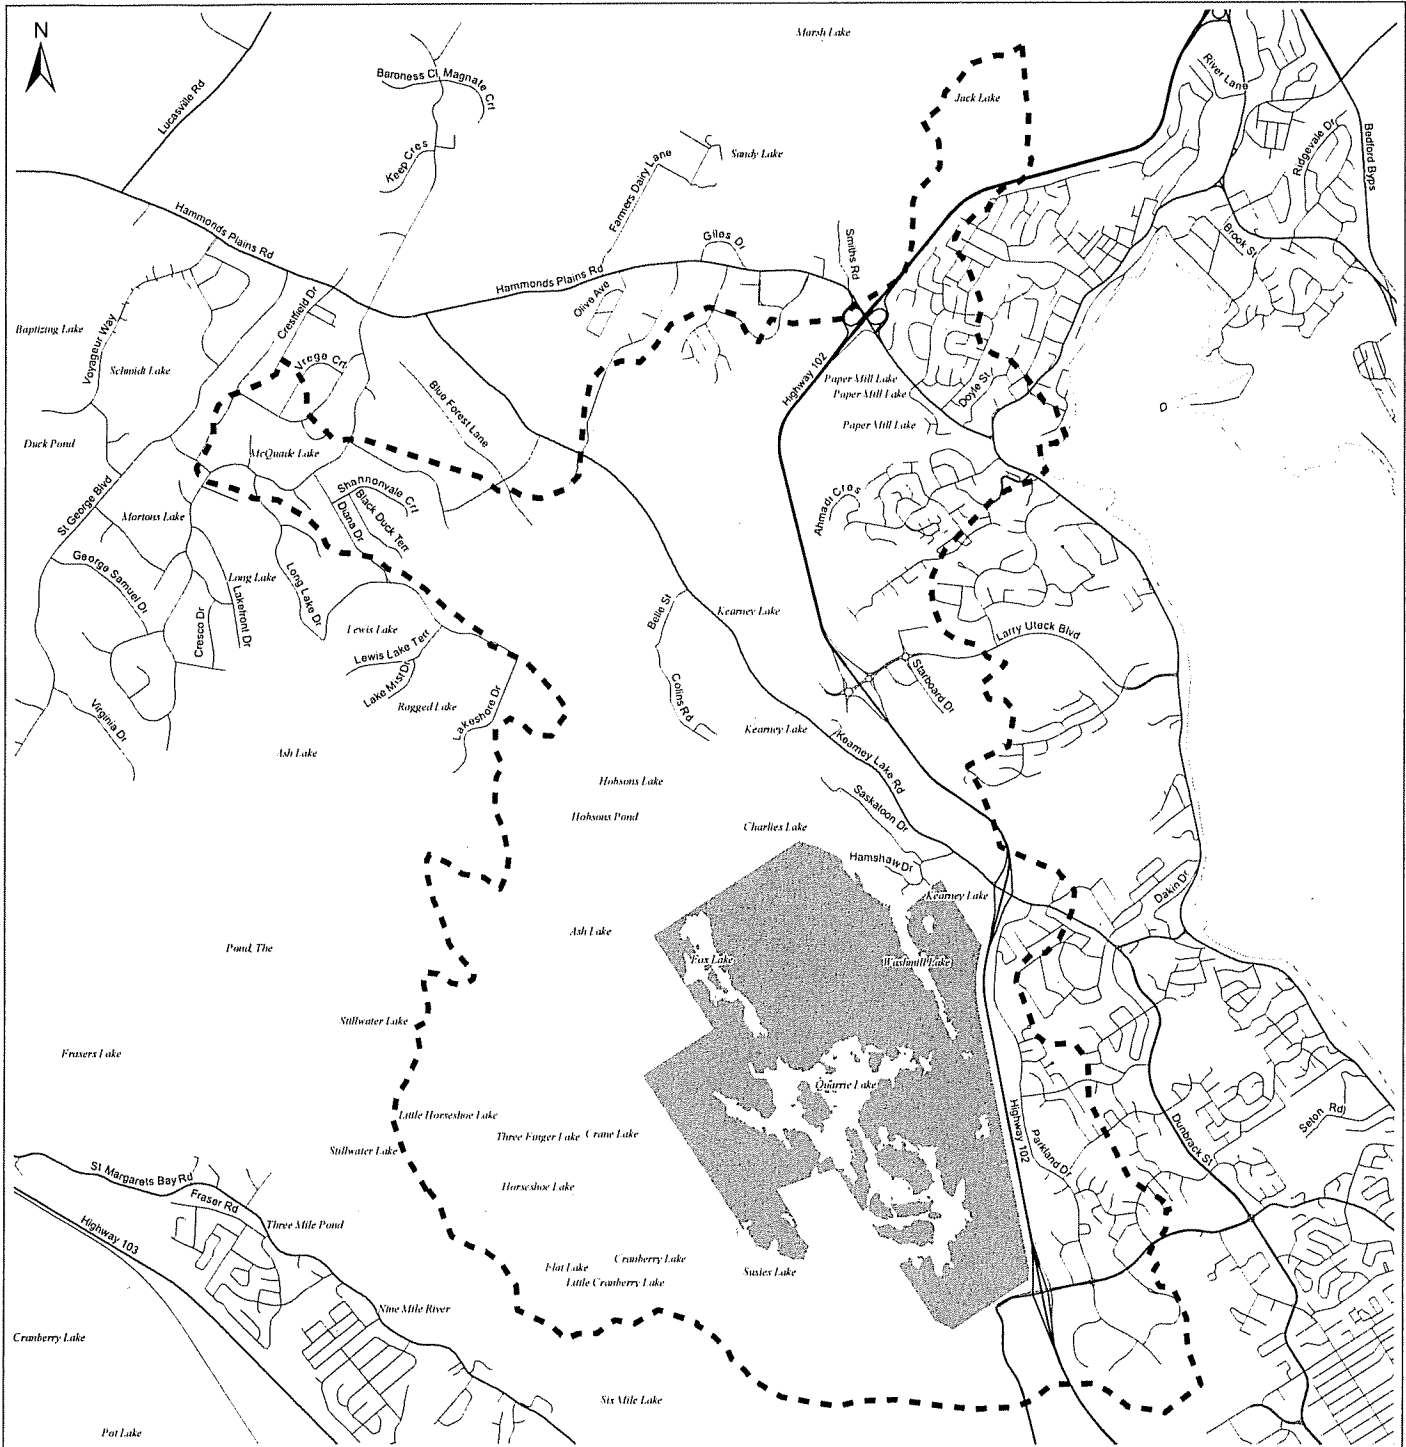 N
Marsh Lake
River Lane
Baroness Cl
Magnate Crt
Jack Lake
Lucasville Rd
Ridgevale Dr
Bedford Byps
Keep Cres
Farmers Dairy Lane
Sandy Lake
Hammonds Plains Rd
Giles Dr
Smiths Rd
Brook St
Hammonds Plains Rd
Olive Ave
Crestfield Dr
Baptizing Lake
Voyageur Way
Schmidt Lake
Vrege Crt
Highway 102
Paper Mill Lake
Paper Mill Lake
Doyle St
Blue Forest Lane
Paper Mill Lake
Duck Pond
McQuade Lake
Shannonvale Crt
Black Duck Terr
Diana Dr
Ahmadi Cres
St George Blvd
Mortons Lake
George Samuel Dr
Long Lake
Lakefront Dr
Long Lake Dr
Cresco Dr
Belle St
Kearney Lake
Lewis Lake
Larry Uteck Blvd
Lewis Lake Terr
Lake Mist Dr
Starboard Dr
Colins Rd
Ragged Lake
Lakeshore Dr
Virginia Dr
Kearney Lake
Ash Lake
Kearney Lake Rd
Hobsons Lake
Saskatoon Dr
Hobsons Pond
Charlies Lake
Hamshaw Dr
Dakin Dr
Kearney Lake
Ash Lake
Pond, The
Fox Lake
Washmill Lake
Stillwater Lake
Frasers Lake
Quarrie Lake
Little Horseshoe Lake
Three Finger Lake
Crane Lake
Highway 102
Parkland Dr
Dunbrack St
Selon Rd
Stillwater Lake
St Margarets Bay Rd
Fraser Rd
Horseshoe Lake
Three Mile Pond
Highway 103
Cranberry Lake
Flat Lake
Little Cranberry Lake
Susies Lake
Nine Mile River
Cranberry Lake
Six Mile Lake
Pot Lake